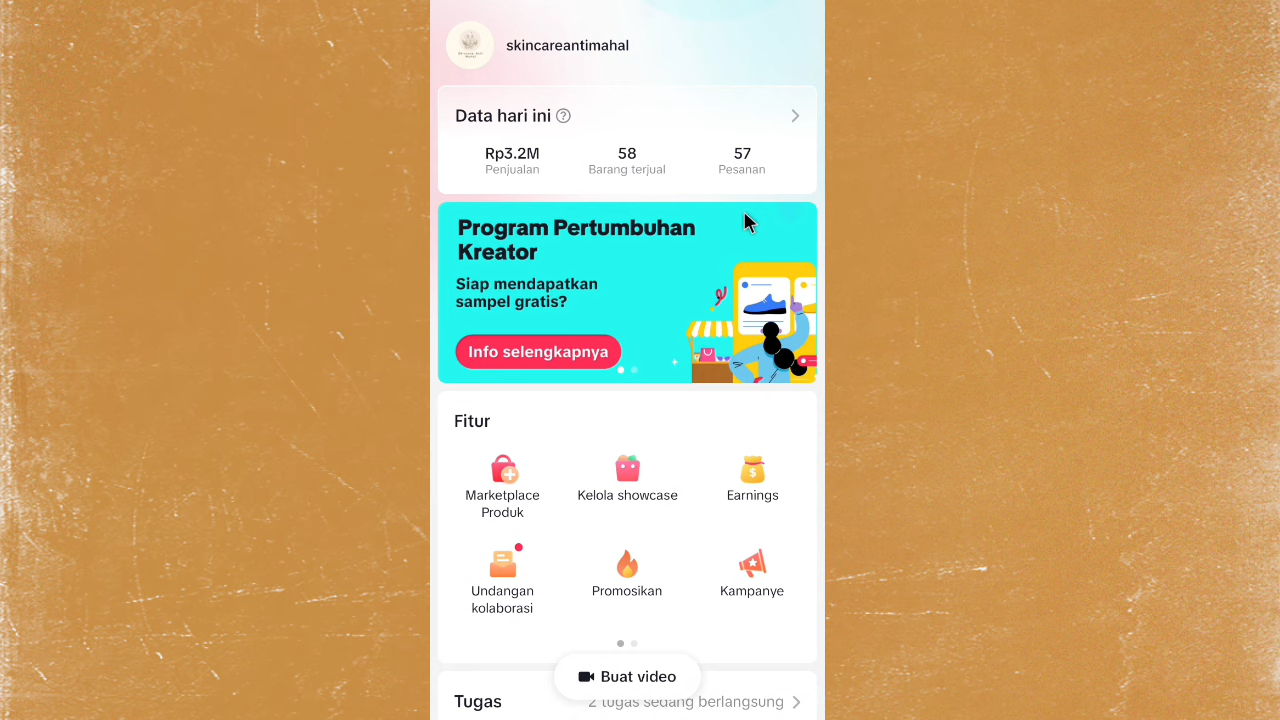 skincareantimahal
Data hari ini ?
Rp3.2M 58 57
Penjualan Barang terjual Pesanan
Program Pertumbuhan
Kreator
Siap mendapatkan
sampel gratis?
Info selengkapnya
Fitur
Marketplace
Produk
Kelola showcase
Earnings
Undangan
kolaborasi
Promosikan
Kampanye
Buat video
Tugas 2 tugas sedang berlangsung